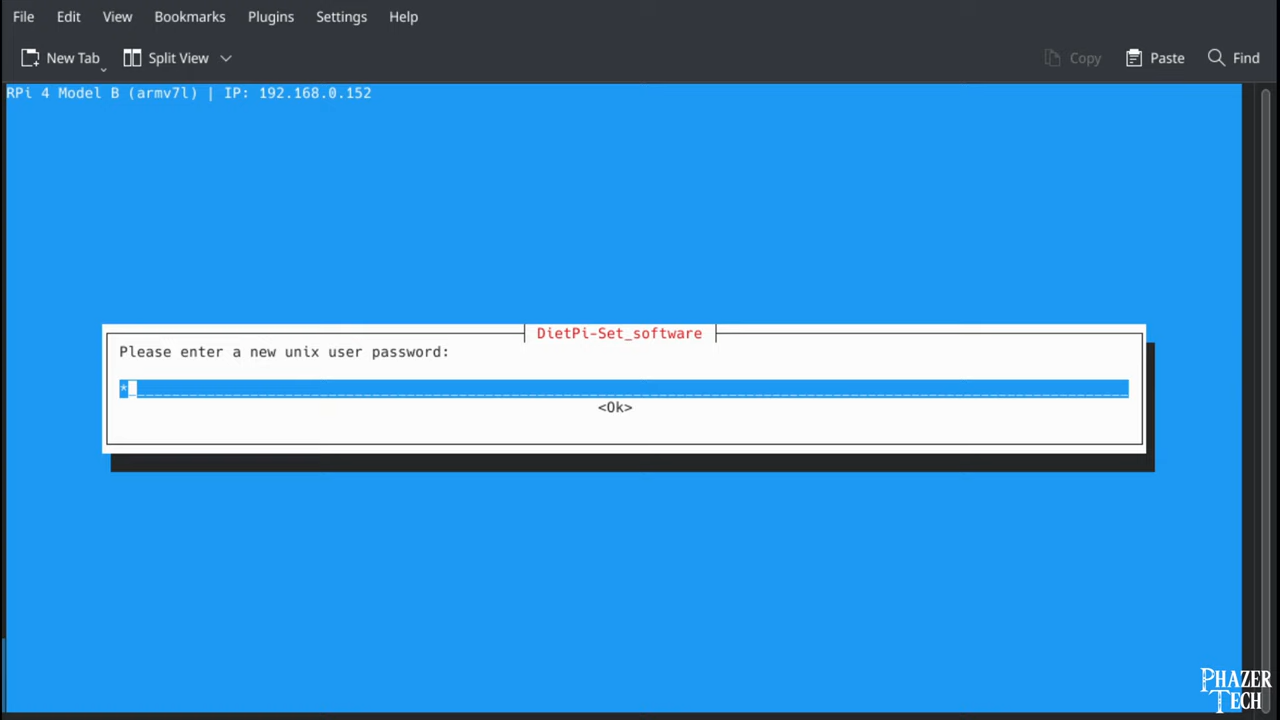 File Edit View Bookmarks Plugins Settings Help
New Tab Split View Copy Paste Find
RPi 4 Model B (armv7l) | IP: 192.168.0.152
DietPi-Set_software
Please enter a new unix user password:
*
<Ok>
PHAZER
TECH